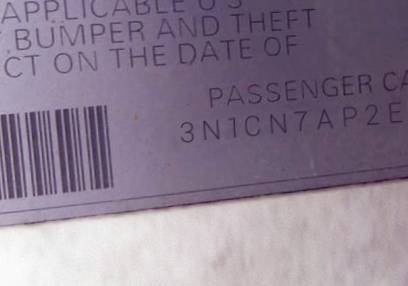 APPLICABLE U S
BUMPER AND THEFT
CT ON THE DATE OF
PASSENGER CA
3N1CN7AP2E